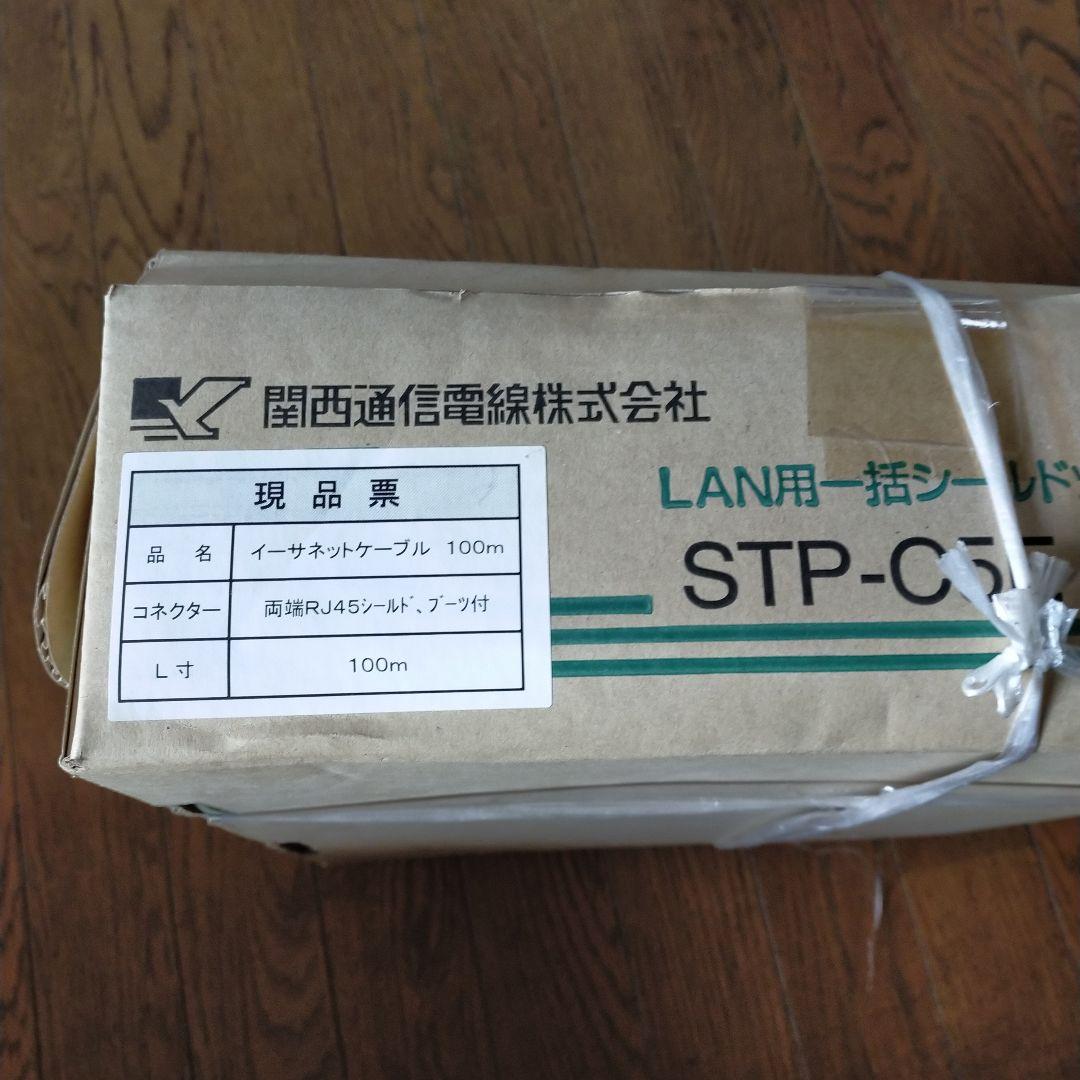 関西通信電線株式会社
LAN用一括シールド
STP-C5E
現品票
品名 イーサネットケーブル 100m
コネクター 両端RJ45ｼｰﾙﾄﾞ、ﾌﾞｰﾂ付
L寸 100m